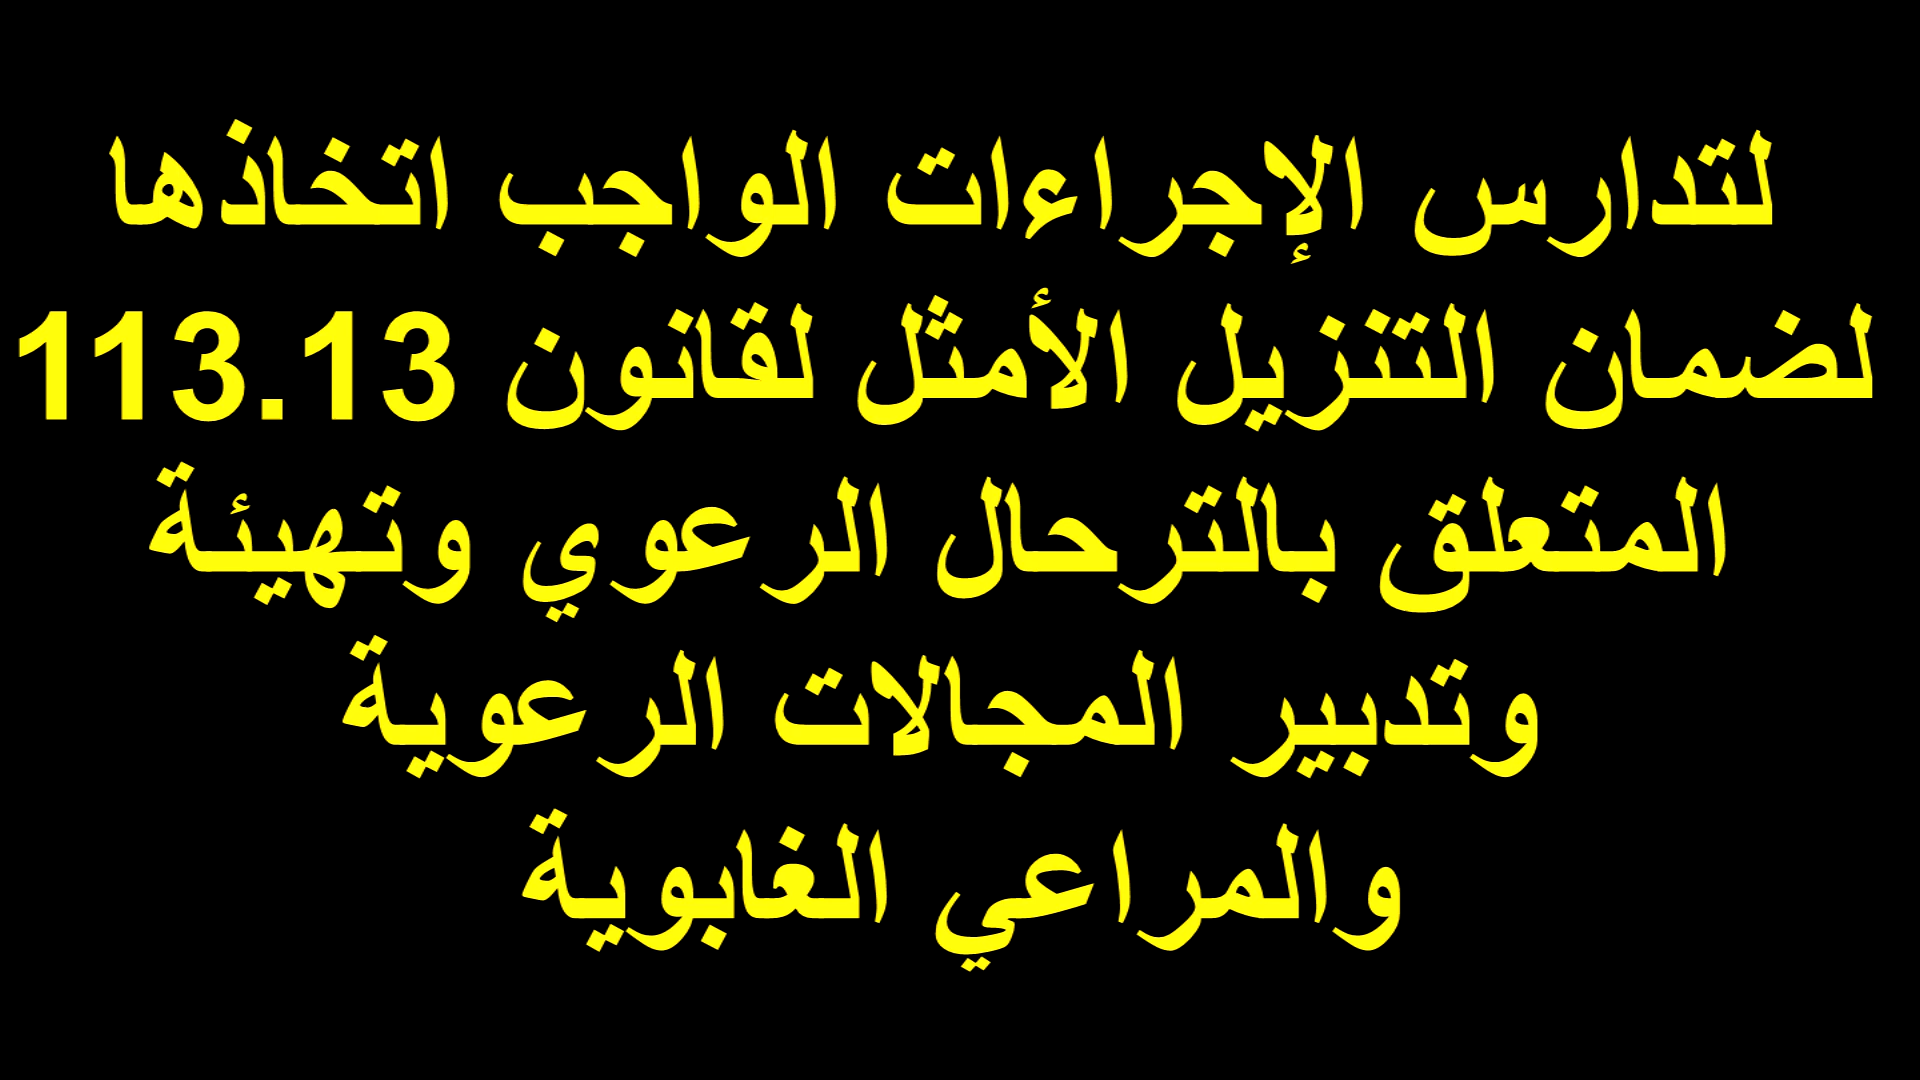 لتدارس الإجراءات الواجب اتخاذها
لضمان التنزيل الأمثل لقانون 113.13
المتعلق بالترحال الرعوي وتهيئة
وتدبير المجالات الرعوية
والمراعي الغابوية